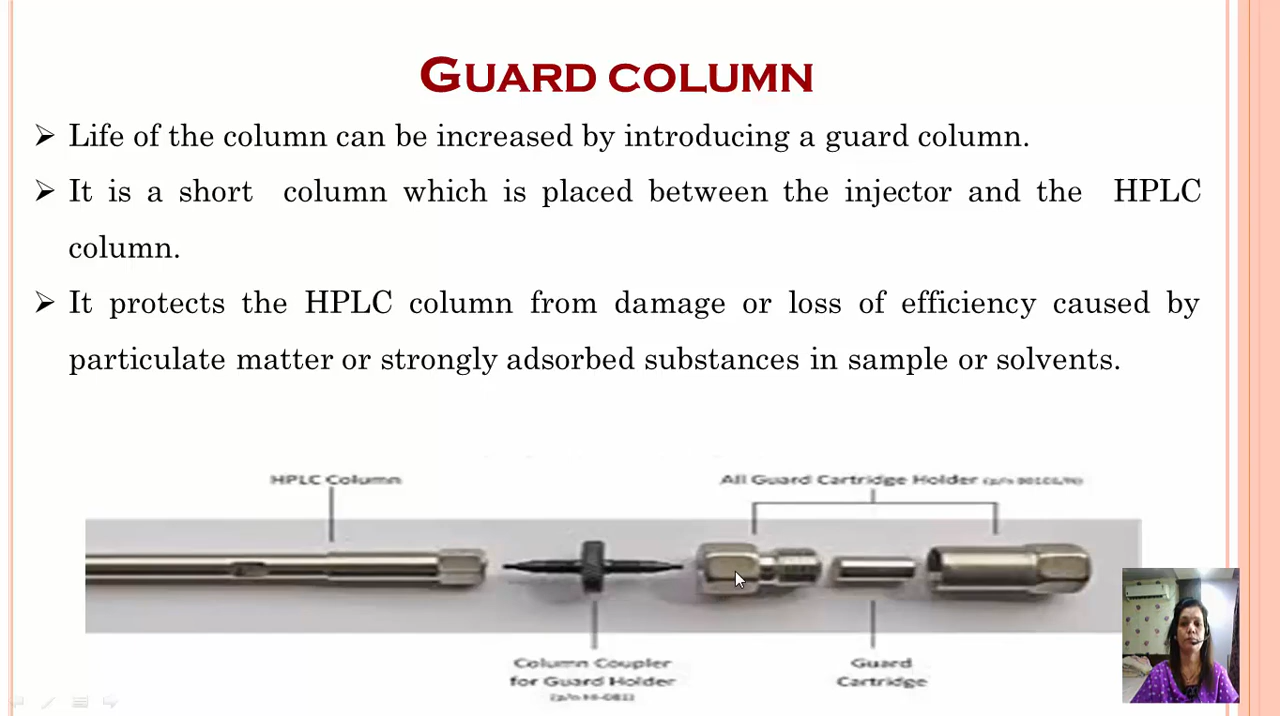 GUARD COLUMN
➢ Life of the column can be increased by introducing a guard column.
➢ It is a short column which is placed between the injector and the HPLC
column.
➢ It protects the HPLC column from damage or loss of efficiency caused by
particulate matter or strongly adsorbed substances in sample or solvents.
HPLC Column
All Guard Cartridge Holder
Column Coupler
for Guard Holder
Guard
Cartridge